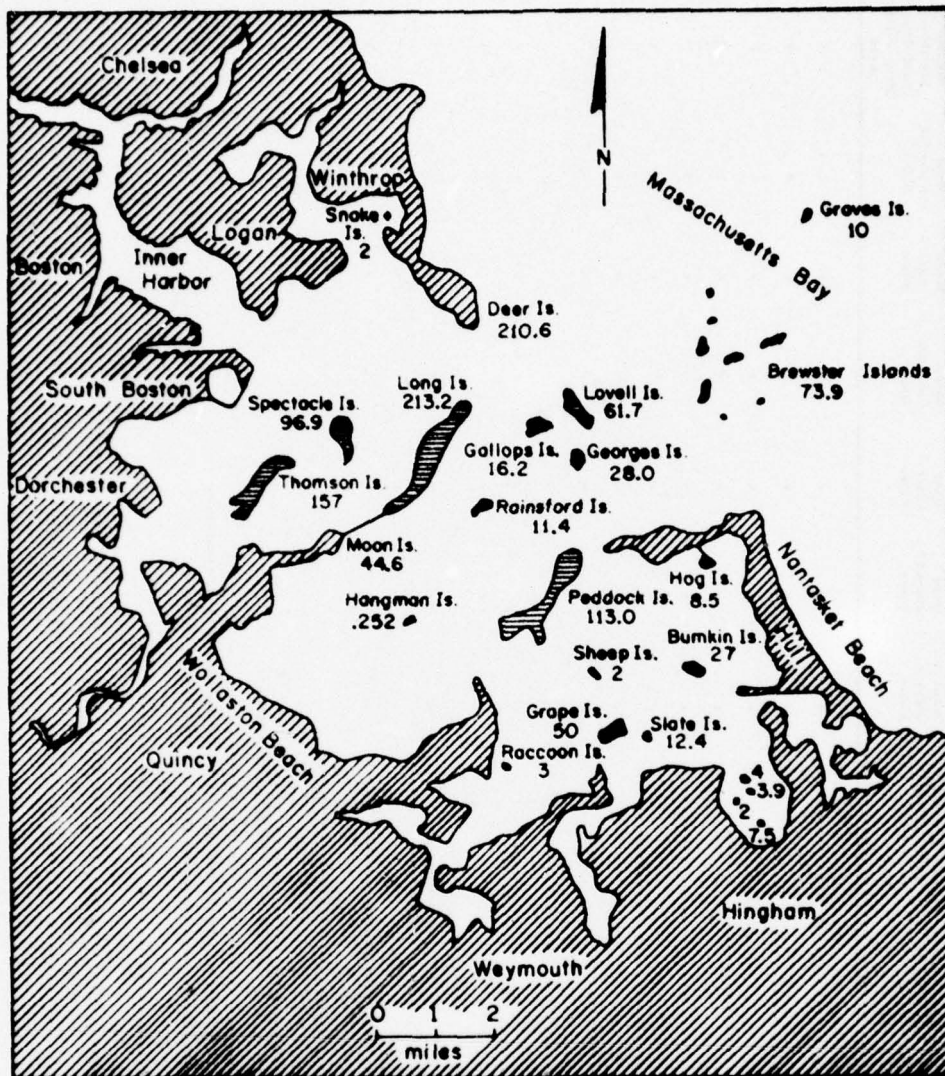 Chelsea
N
Massachusetts Bay
Graves Is.
10
Winthrop
Snake
Is.
2
Logan
Boston
Inner
Harbor
Deer Is.
210.6
Brewster Islands
73.9
South Boston
Long Is.
213.2
Lovell Is.
61.7
Spectacle Is.
96.9
Gallops Is.
16.2
Georges Is.
28.0
Dorchester
Thomson Is.
157
Rainsford Is.
11.4
Moon Is.
44.6
Hog Is.
8.5
Nantasket Beach
Hull
Hangman Is.
.252
Peddock Is.
113.0
Bumkin Is.
27
Sheep Is.
2
Wollaston Beach
Grape Is.
50
Slate Is.
12.4
Quincy
Raccoon Is.
3
4
3.9
2
7.5
Hingham
Weymouth
0 1 2
miles